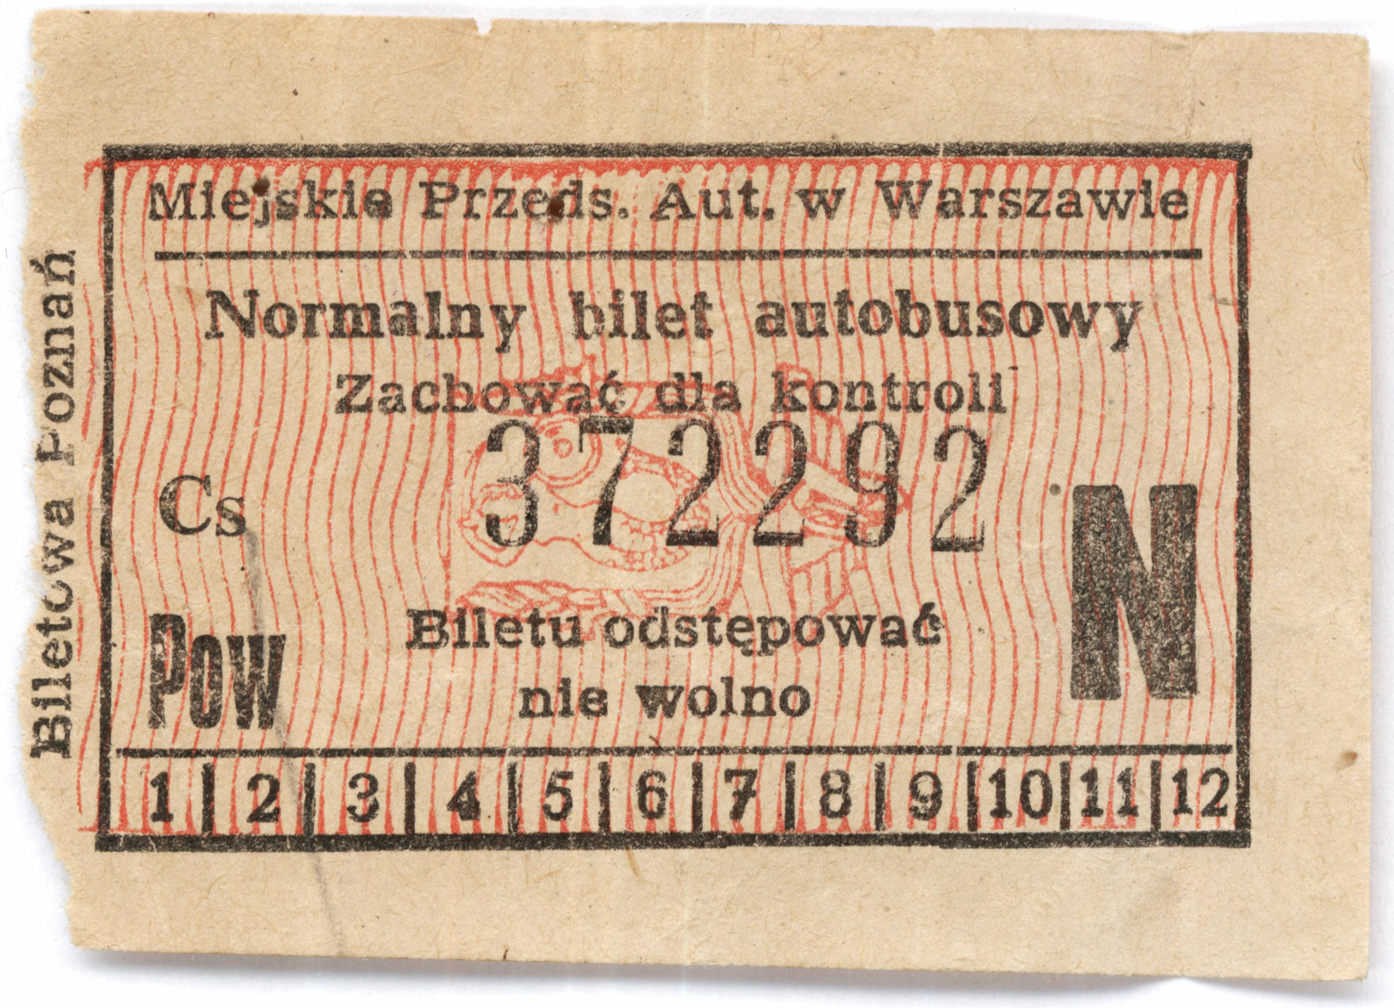 Miejskie Przeds. Aut. w Warszawie
Normalny bilet autobusowy
Zachować dla kontroli
372292
Cs
N
Pow
Biletu odstępować
nie wolno
1 2 3 4 5 6 7 8 9 10 11 12
Biletowa Poznań